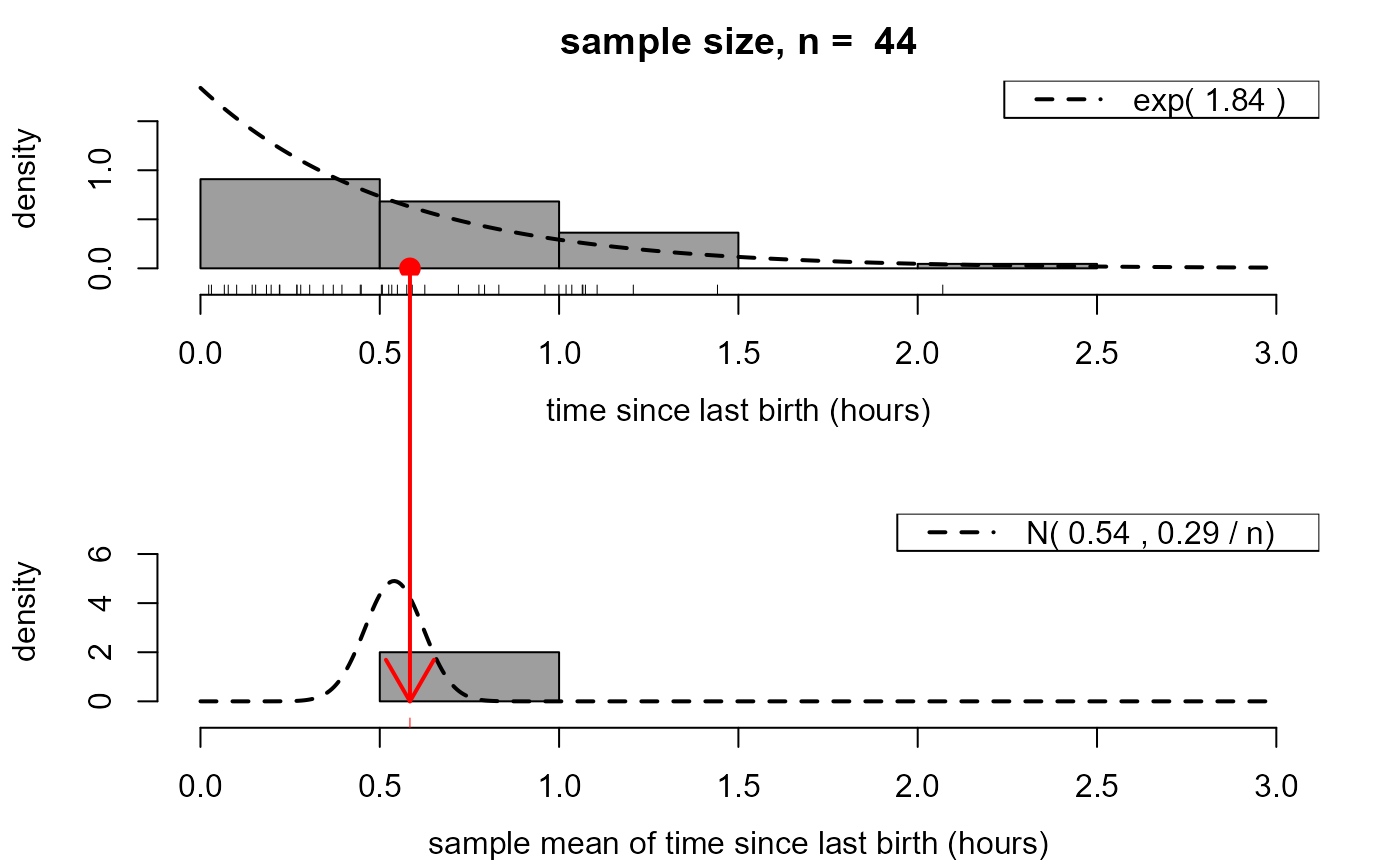 sample size, n =  44
exp( 1.84 )
density
0.0 1.0
0.0 0.5 1.0 1.5 2.0 2.5 3.0
time since last birth (hours)
N( 0.54 , 0.29 / n)
density
0 2 4 6
0.0 0.5 1.0 1.5 2.0 2.5 3.0
sample mean of time since last birth (hours)